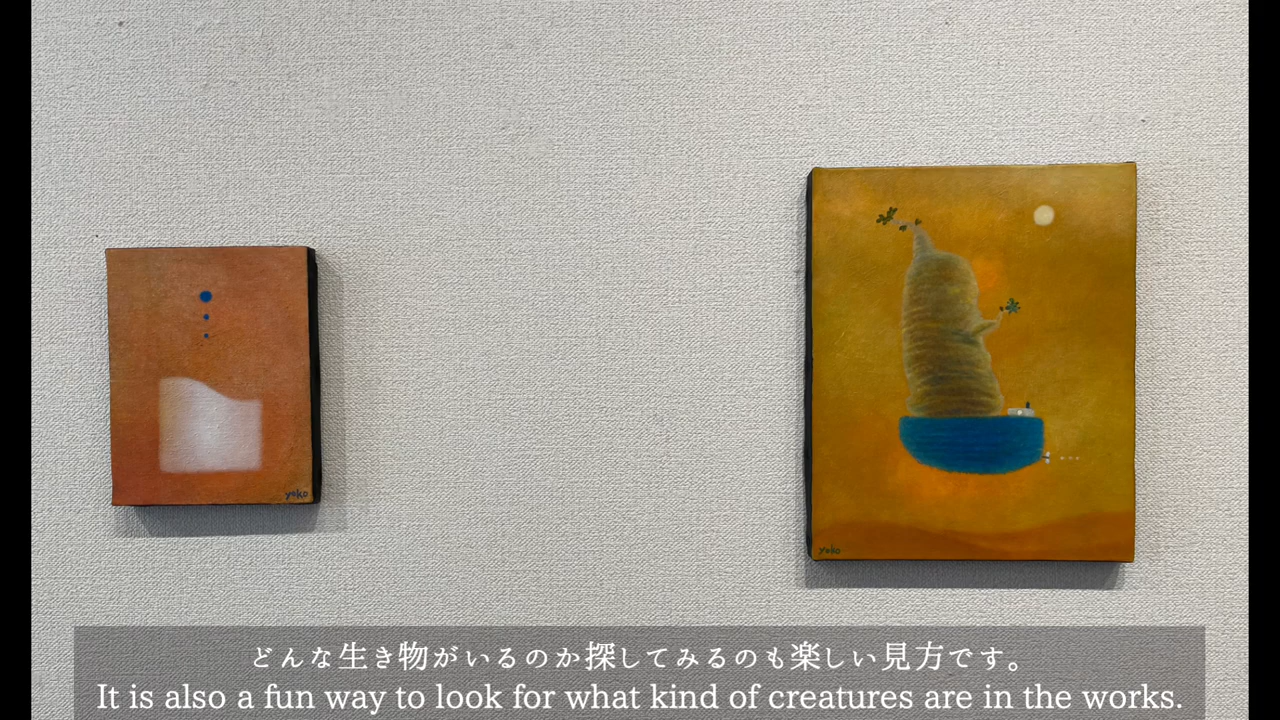 yoko
yoko
どんな生き物がいるのか探してみるのも楽しい見方です。
It is also a fun way to look for what kind of creatures are in the works.